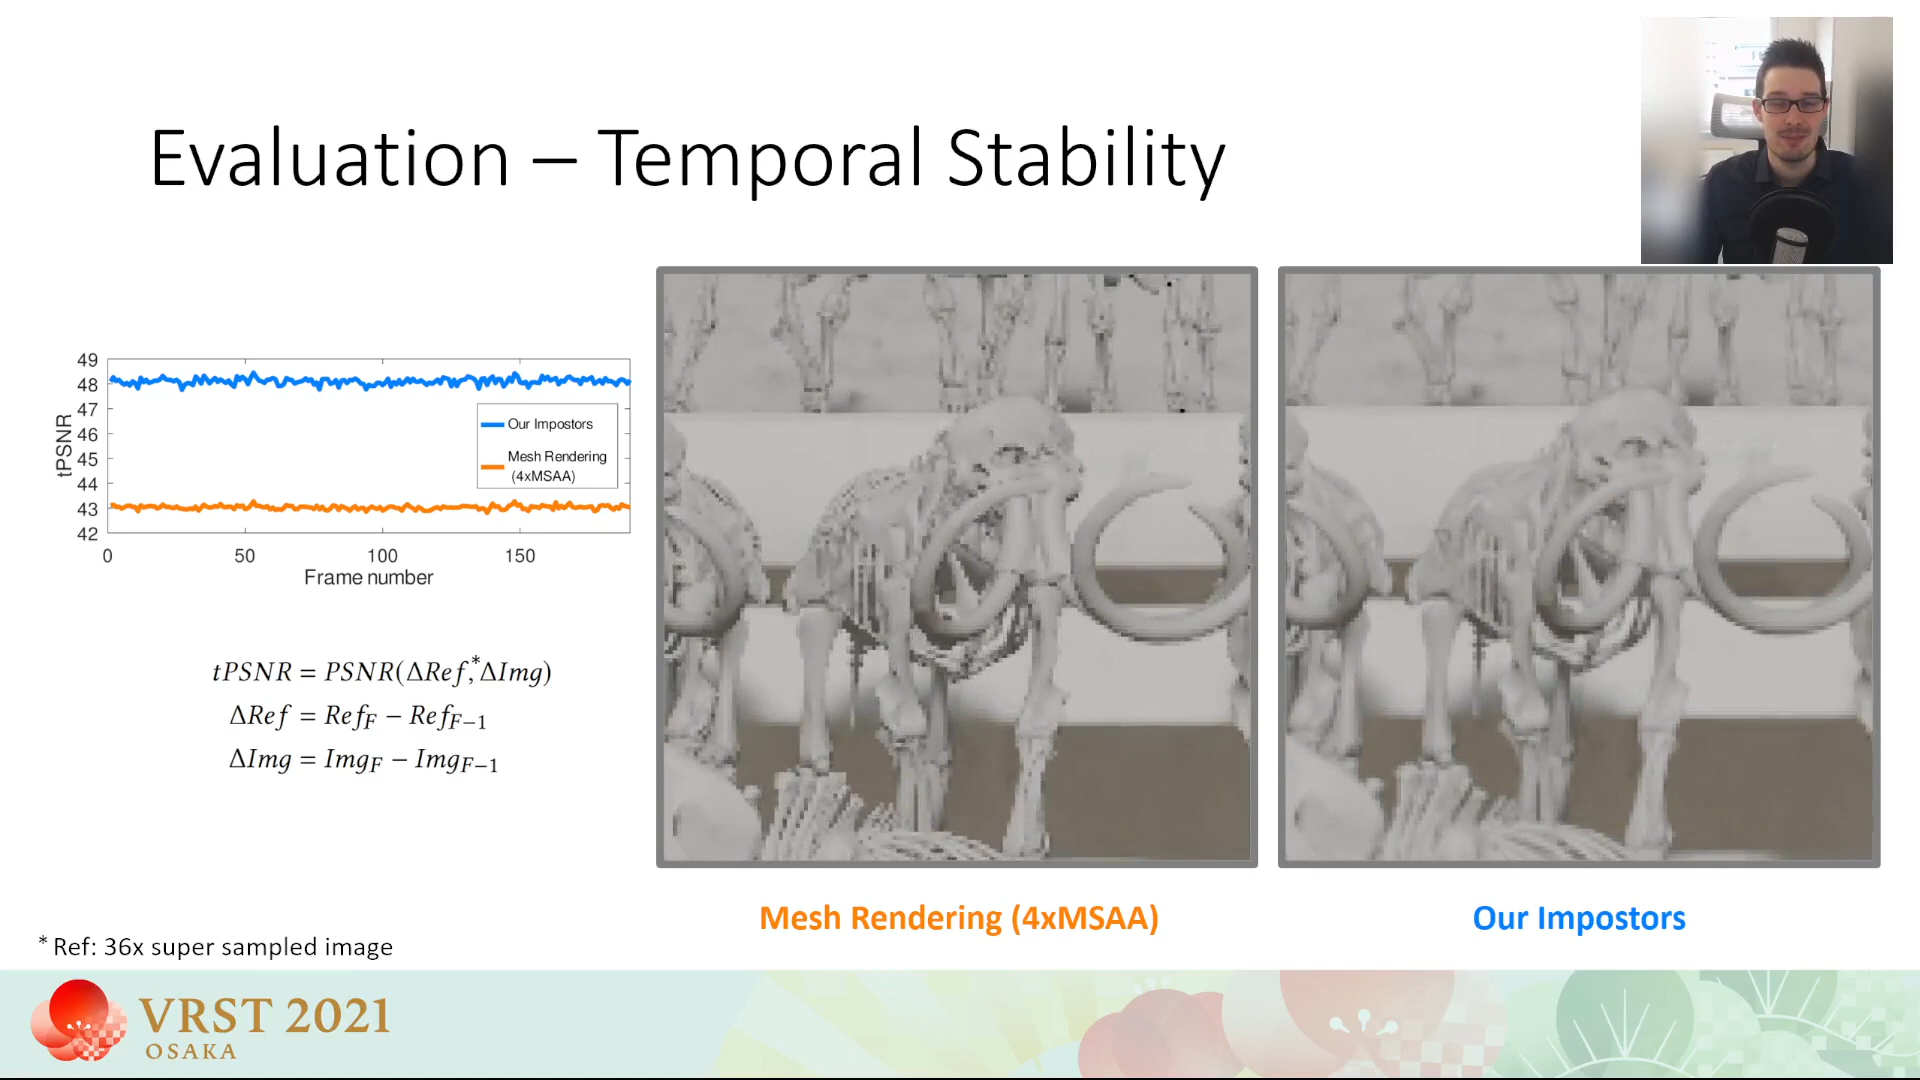 Evaluation – Temporal Stability
49
48
47
46
45
44
43
42
tPSNR
Our Impostors
Mesh Rendering
(4xMSAA)
0 50 100 150
Frame number
tPSNR = PSNR(ΔRef,*ΔImg)
ΔRef = Ref_F − Ref_F−1
ΔImg = Img_F − Img_F−1
Mesh Rendering (4xMSAA)
Our Impostors
* Ref: 36x super sampled image
VRST 2021
OSAKA